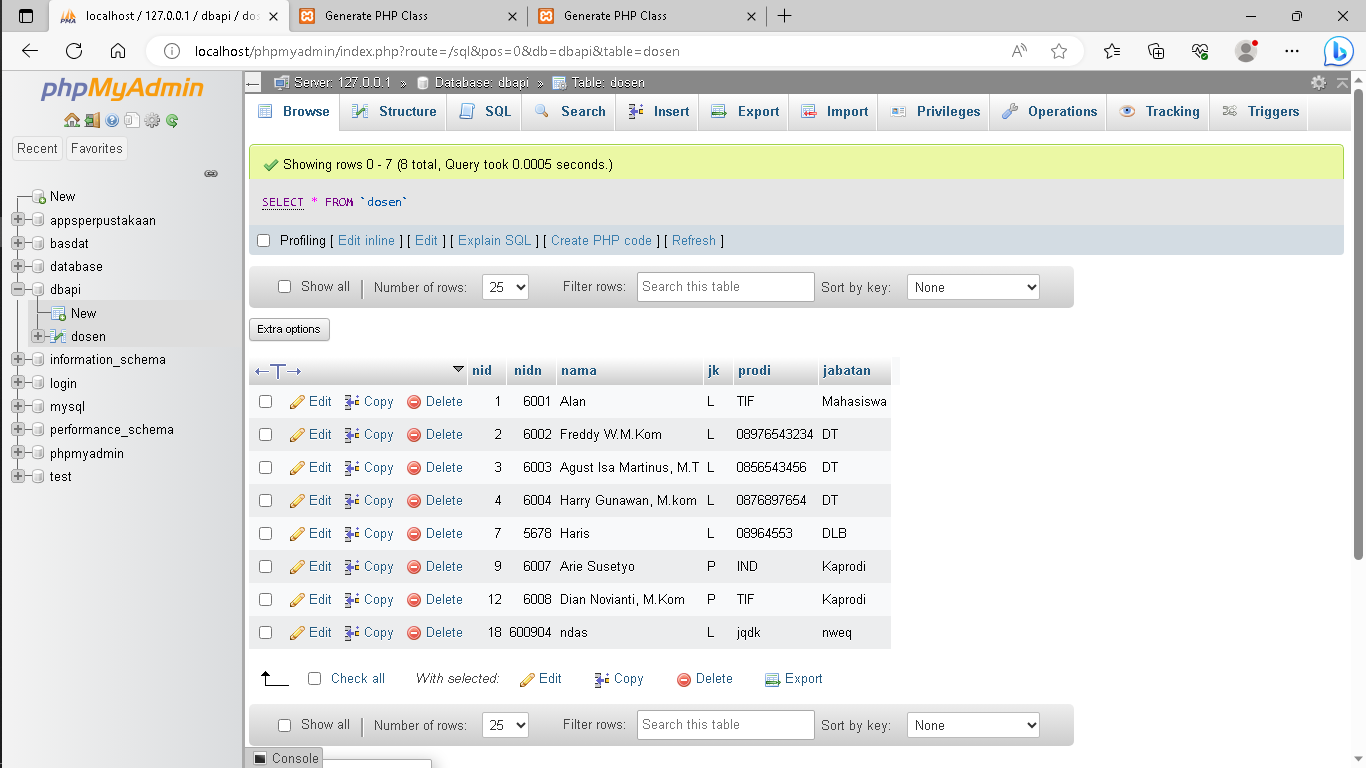 localhost / 127.0.0.1 / dbapi / dos
Generate PHP Class
Generate PHP Class
localhost/phpmyadmin/index.php?route=/sql&pos=0&db=dbapi&table=dosen
phpMyAdmin
Server: 127.0.0.1 » Database: dbapi » Table: dosen
Browse Structure SQL Search Insert Export Import Privileges Operations Tracking Triggers
Recent Favorites
New
appsperpustakaan
basdat
database
dbapi
New
dosen
information_schema
login
mysql
performance_schema
phpmyadmin
test
Showing rows 0 - 7 (8 total, Query took 0.0005 seconds.)
SELECT * FROM `dosen`
Profiling [ Edit inline ] [ Edit ] [ Explain SQL ] [ Create PHP code ] [ Refresh ]
Show all | Number of rows: 25 Filter rows: Search this table Sort by key: None
Extra options
nid nidn nama jk prodi jabatan
Edit Copy Delete 1 6001 Alan L TIF Mahasiswa
Edit Copy Delete 2 6002 Freddy W.M.Kom L 08976543234 DT
Edit Copy Delete 3 6003 Agust Isa Martinus, M.T L 0856543456 DT
Edit Copy Delete 4 6004 Harry Gunawan, M.kom L 0876897654 DT
Edit Copy Delete 7 5678 Haris L 08964553 DLB
Edit Copy Delete 9 6007 Arie Susetyo P IND Kaprodi
Edit Copy Delete 12 6008 Dian Novianti, M.Kom P TIF Kaprodi
Edit Copy Delete 18 600904 ndas L jqdk nweq
Check all With selected: Edit Copy Delete Export
Show all | Number of rows: 25 Filter rows: Search this table Sort by key: None
Console